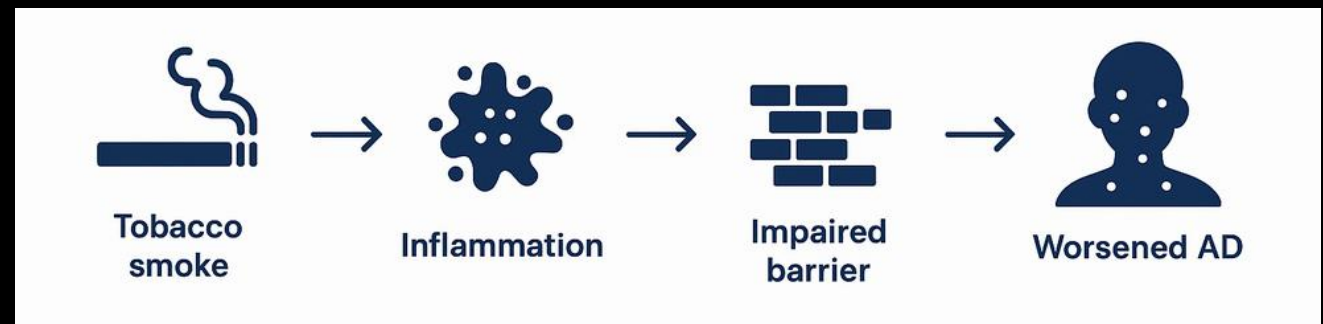 Tobacco
smoke
Inflammation
Impaired
barrier
Worsened AD